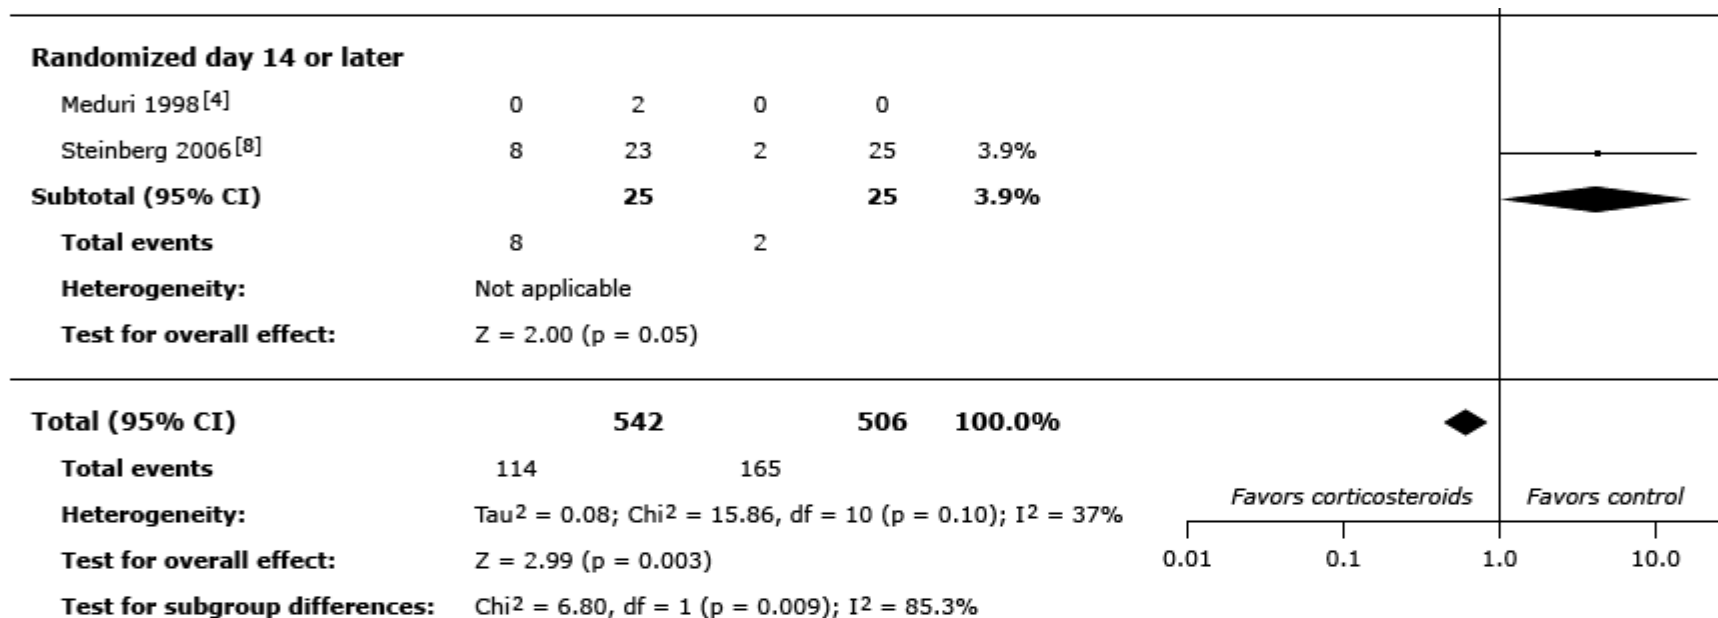 Randomized day 14 or later
Meduri 1998[4] 0 2 0 0
Steinberg 2006[8] 8 23 2 25 3.9%
Subtotal (95% CI) 25 25 3.9%
Total events 8 2
Heterogeneity: Not applicable
Test for overall effect: Z = 2.00 (p = 0.05)
Total (95% CI) 542 506 100.0%
Total events 114 165
Favors corticosteroids Favors control
Heterogeneity: Tau2 = 0.08; Chi2 = 15.86, df = 10 (p = 0.10); I2 = 37%
Test for overall effect: Z = 2.99 (p = 0.003) 0.01 0.1 1.0 10.0
Test for subgroup differences: Chi2 = 6.80, df = 1 (p = 0.009); I2 = 85.3%